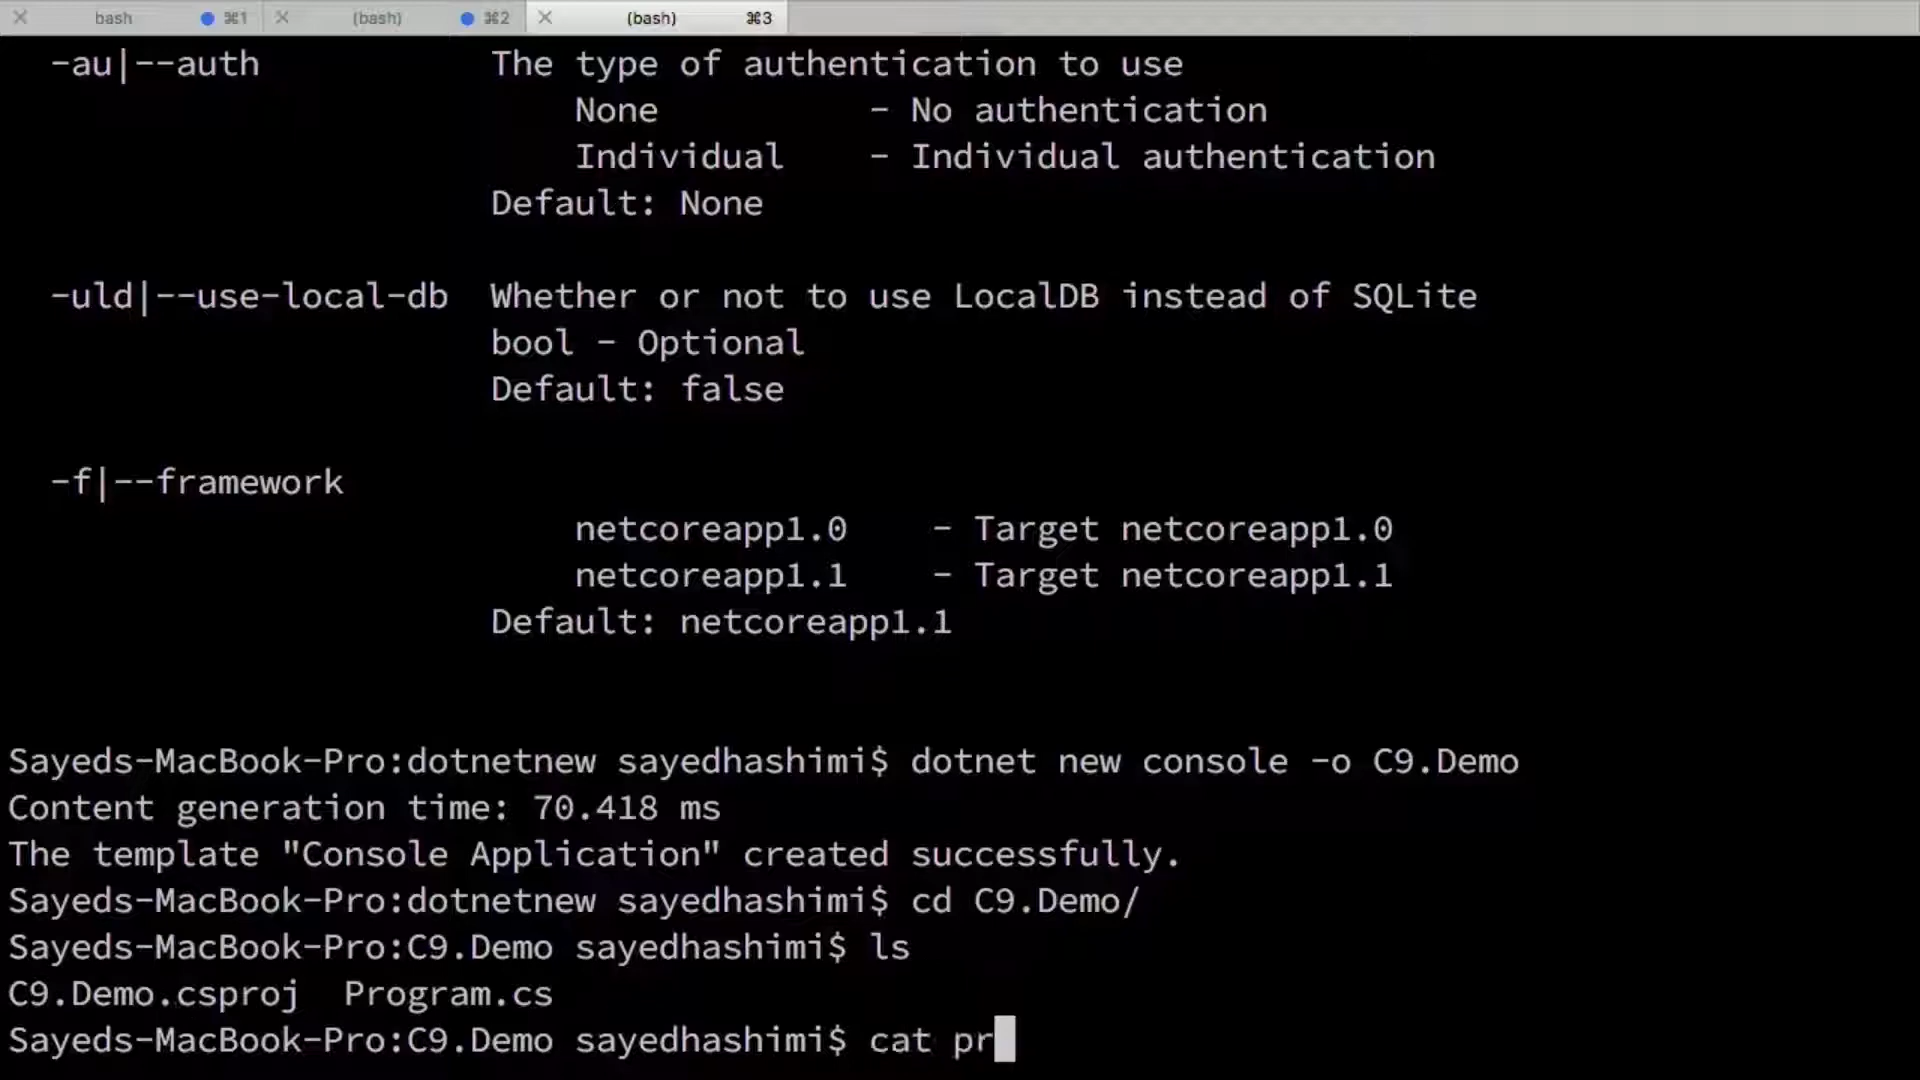 bash ⌘1 (bash) ⌘2 (bash) ⌘3
-au|--auth The type of authentication to use
None - No authentication
Individual - Individual authentication
Default: None
-uld|--use-local-db Whether or not to use LocalDB instead of SQLite
bool - Optional
Default: false
-f|--framework
netcoreapp1.0 - Target netcoreapp1.0
netcoreapp1.1 - Target netcoreapp1.1
Default: netcoreapp1.1
Sayeds-MacBook-Pro:dotnetnew sayedhashimi$ dotnet new console -o C9.Demo
Content generation time: 70.418 ms
The template "Console Application" created successfully.
Sayeds-MacBook-Pro:dotnetnew sayedhashimi$ cd C9.Demo/
Sayeds-MacBook-Pro:C9.Demo sayedhashimi$ ls
C9.Demo.csproj Program.cs
Sayeds-MacBook-Pro:C9.Demo sayedhashimi$ cat pr